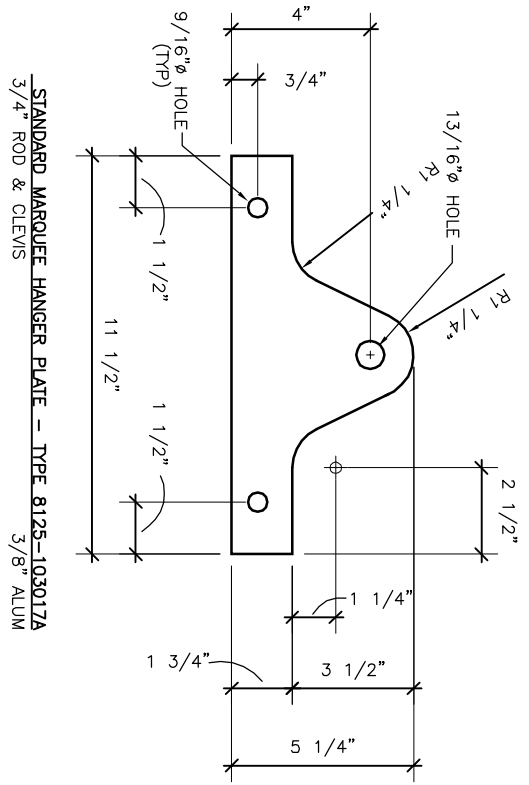 4"
3/4"
9/16"ø HOLE
(TYP)
13/16"ø HOLE
R1 1/4"
R1 1/4"
1 1/2"
11 1/2"
1 1/2"
2 1/2"
1 1/4"
1 3/4"
3 1/2"
5 1/4"
STANDARD MARQUEE HANGER PLATE – TYPE 8125–103017A
3/4" ROD & CLEVIS 3/8" ALUM